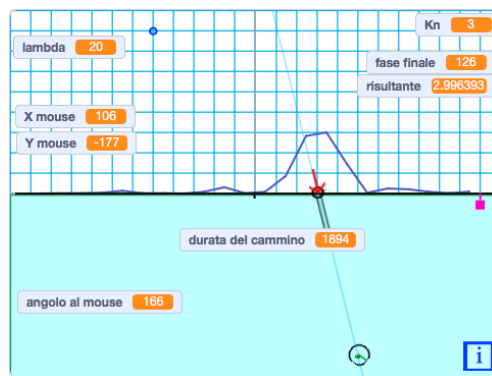 Kn 3
lambda 20
fase finale 126
risultante 2.996393
X mouse 106
Y mouse -177
durata del cammino 1894
angolo al mouse 166
i